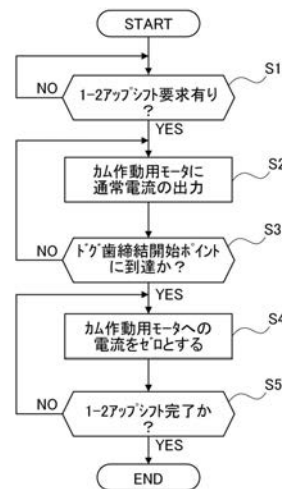 START
S1
1-2アップシフト要求有り
?
NO
YES
S2
カム作動用モータに
通常電流の出力
S3
ドグ歯締結開始ポイント
に到達か?
NO
YES
S4
カム作動用モータへの
電流をゼロとする
S5
1-2アップシフト完了か
?
NO
YES
END